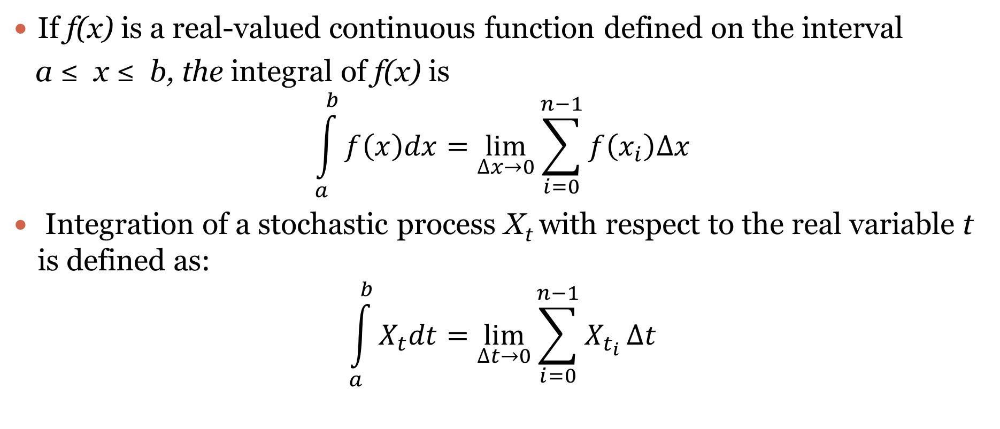 • If f(x) is a real-valued continuous function defined on the interval
a ≤ x ≤ b, the integral of f(x) is
$$\int_a^b f(x)dx = \lim_{\Delta x \to 0} \sum_{i=0}^{n-1} f(x_i)\Delta x$$
• Integration of a stochastic process $X_t$ with respect to the real variable t
is defined as:
$$\int_a^b X_t dt = \lim_{\Delta t \to 0} \sum_{i=0}^{n-1} X_{t_i} \Delta t$$